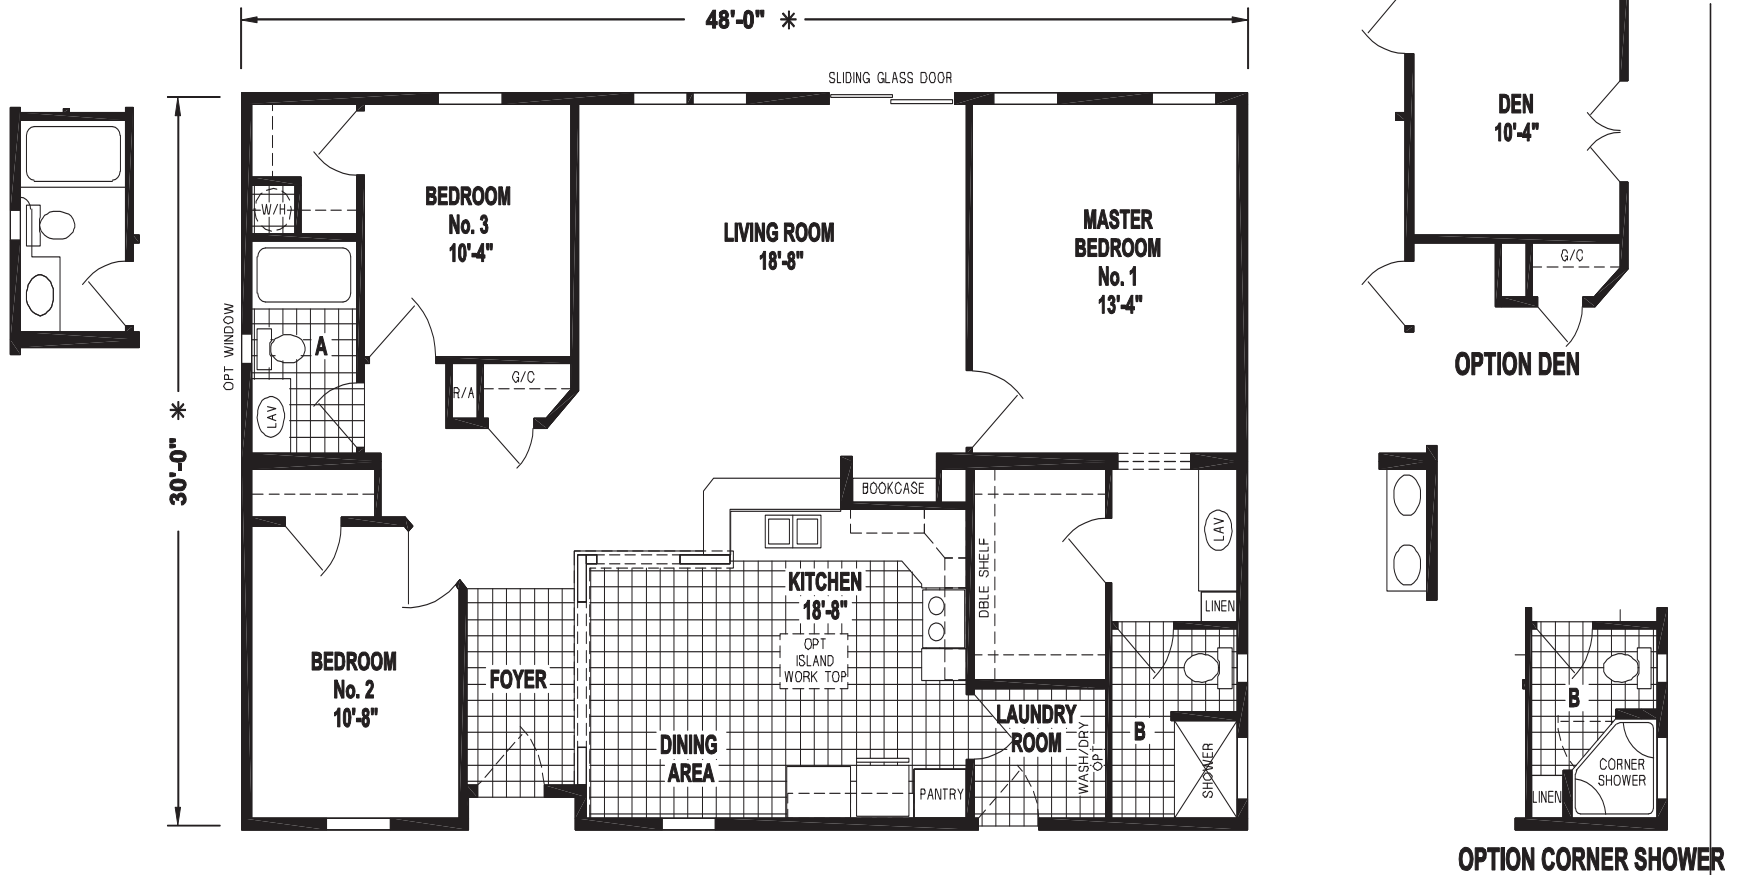 48'-0" *
SLIDING GLASS DOOR
DEN
10'-4"
BEDROOM
No. 3
10'-4"
W/H
LIVING ROOM
18'-8"
MASTER
BEDROOM
No. 1
13'-4"
G/C
OPTION DEN
OPT WINDOW
A
LAV
R/A
G/C
30'-0" *
BOOKCASE
LAV
DBLE SHELF
LINEN
KITCHEN
18'-8"
OPT
ISLAND
WORK TOP
BEDROOM
No. 2
10'-8"
FOYER
DINING
AREA
PANTRY
LAUNDRY
ROOM
WASH/DRY
OPT
B
SHOWER
B
CORNER
SHOWER
LINEN
OPTION CORNER SHOWER